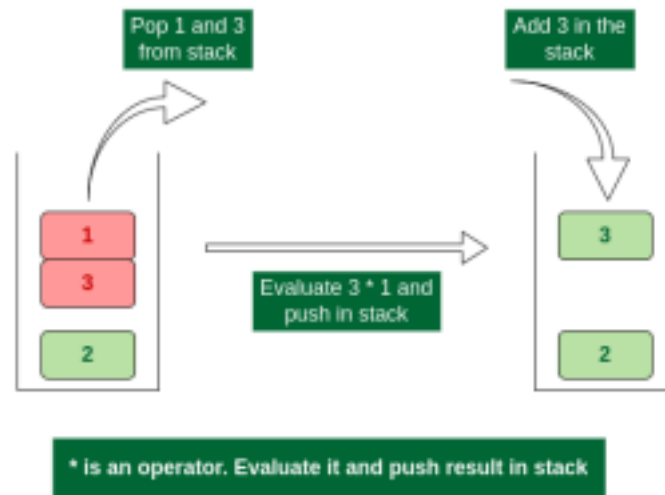 Pop 1 and 3
from stack
Add 3 in the
stack
1
3
2
Evaluate 3 * 1 and
push in stack
3
2
* is an operator. Evaluate it and push result in stack